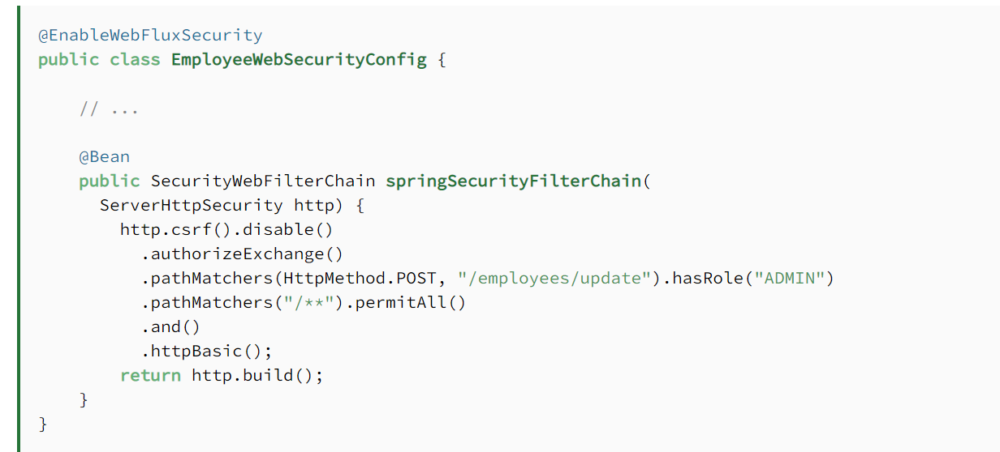 @EnableWebFluxSecurity
public class EmployeeWebSecurityConfig {
// ...
@Bean
public SecurityWebFilterChain springSecurityFilterChain(
ServerHttpSecurity http) {
http.csrf().disable()
.authorizeExchange()
.pathMatchers(HttpMethod.POST, "/employees/update").hasRole("ADMIN")
.pathMatchers("/**").permitAll()
.and()
.httpBasic();
return http.build();
}
}